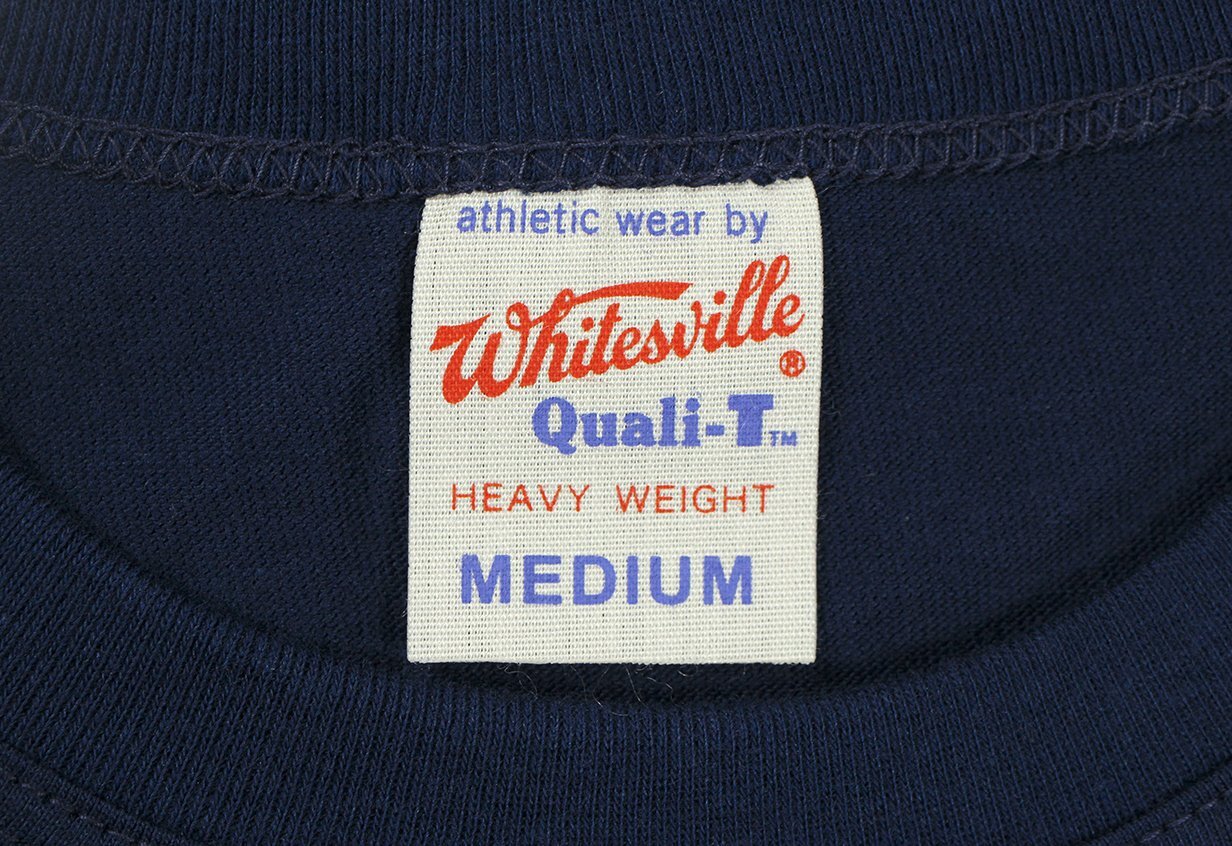 athletic wear by
Whitesville®
Quali-T™
HEAVY WEIGHT
MEDIUM